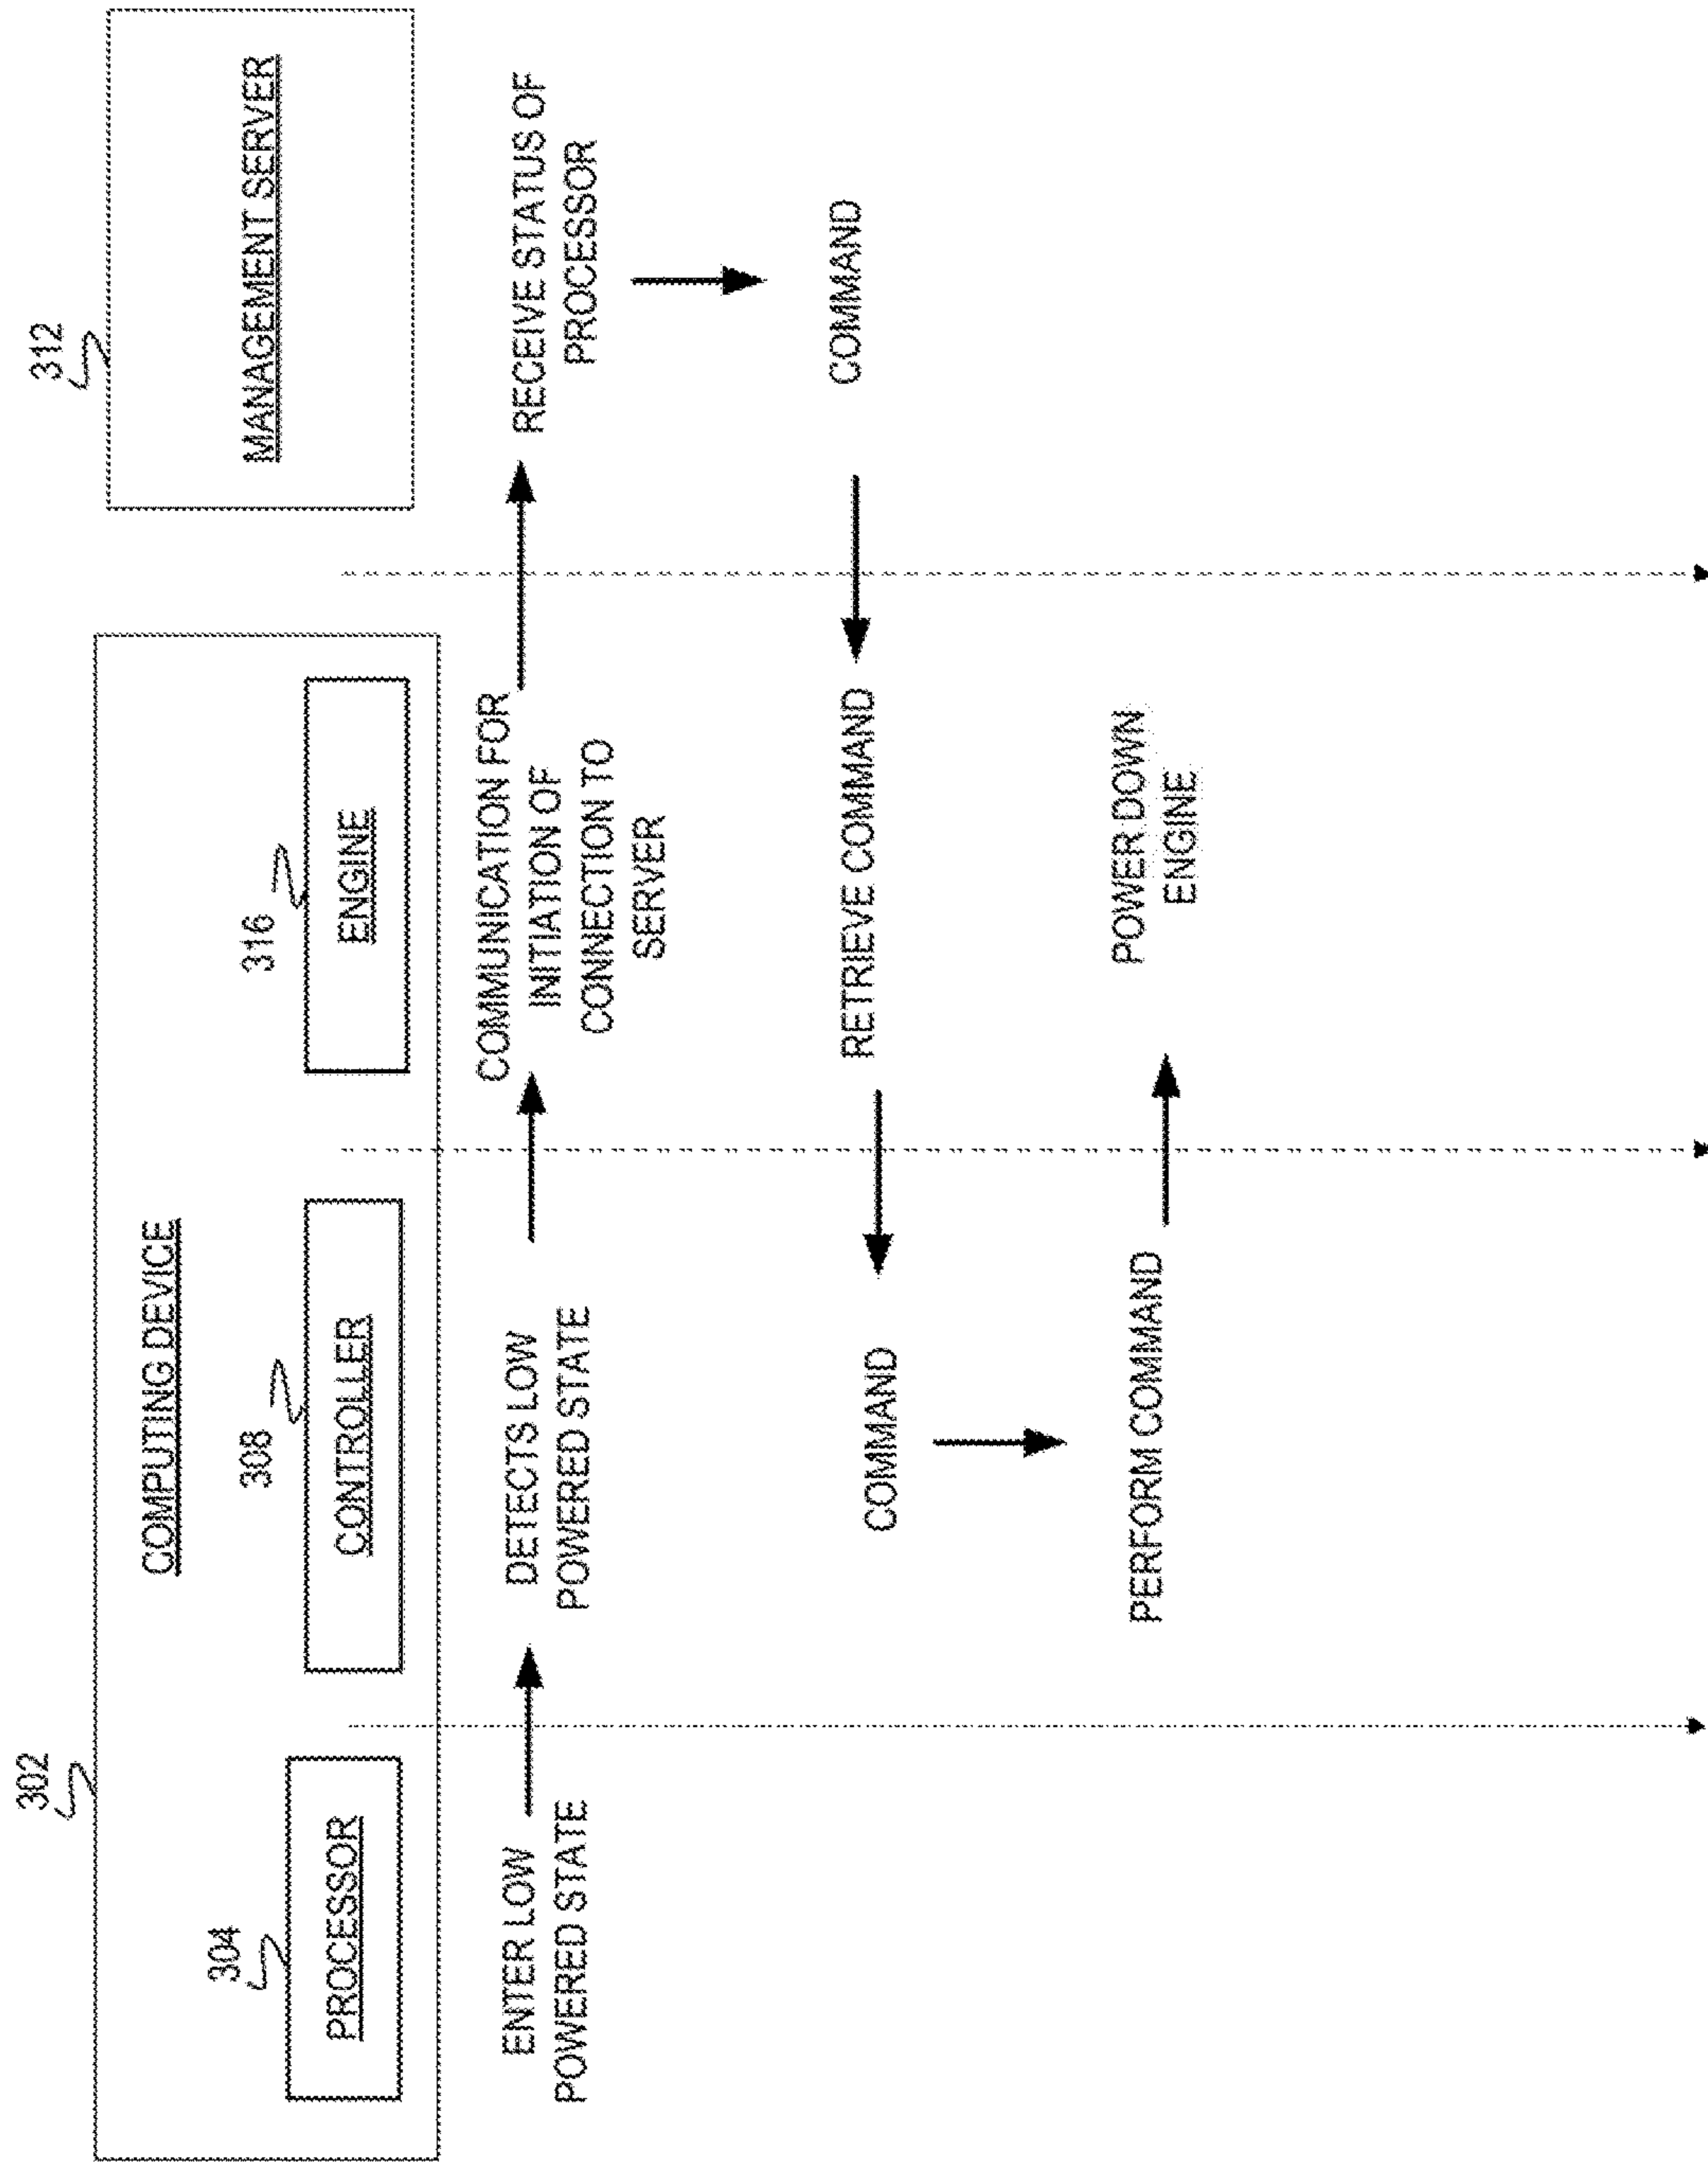 302
312
COMPUTING DEVICE
MANAGEMENT SERVER
304
308
316
PROCESSOR
CONTROLLER
ENGINE
ENTER LOW
POWERED STATE
DETECTS LOW
POWERED STATE
COMMUNICATION FOR
INITIATION OF
CONNECTION TO
SERVER
RECEIVE STATUS OF
PROCESSOR
COMMAND
RETRIEVE COMMAND
COMMAND
PERFORM COMMAND
POWER DOWN
ENGINE